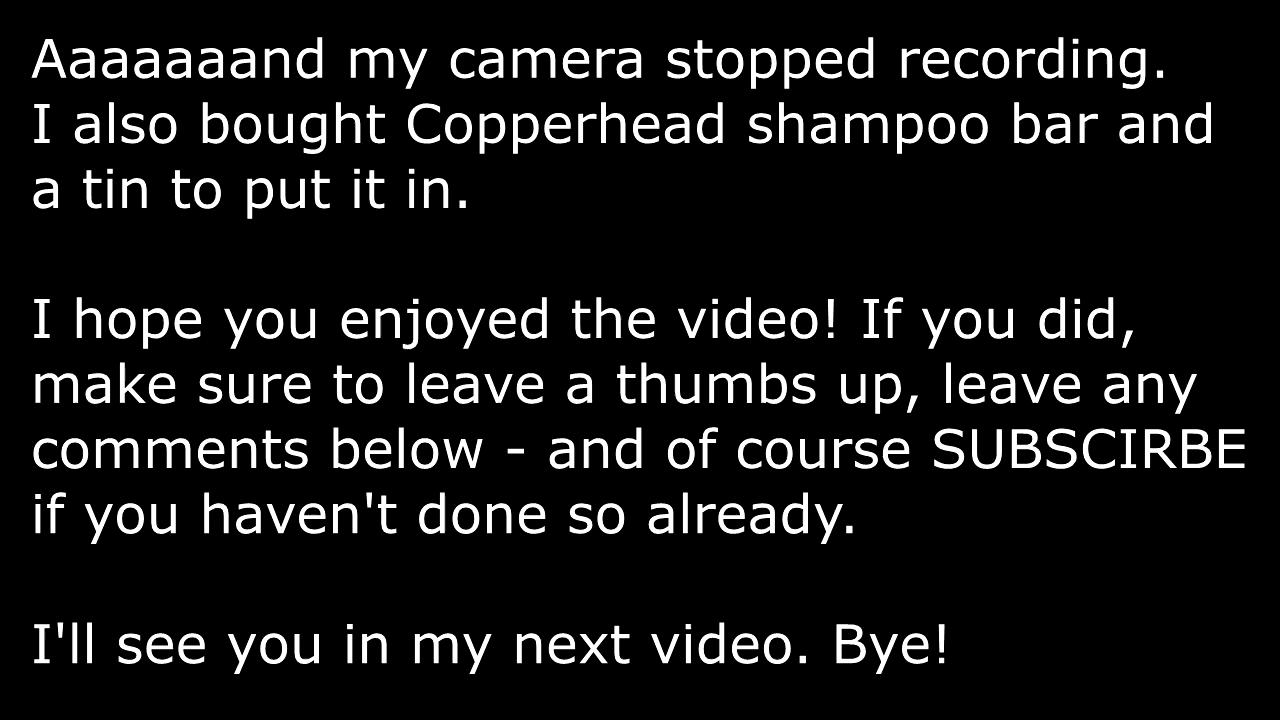 Aaaaaaand my camera stopped recording.
I also bought Copperhead shampoo bar and
a tin to put it in.
I hope you enjoyed the video! If you did,
make sure to leave a thumbs up, leave any
comments below - and of course SUBSCIRBE
if you haven't done so already.
I'll see you in my next video. Bye!